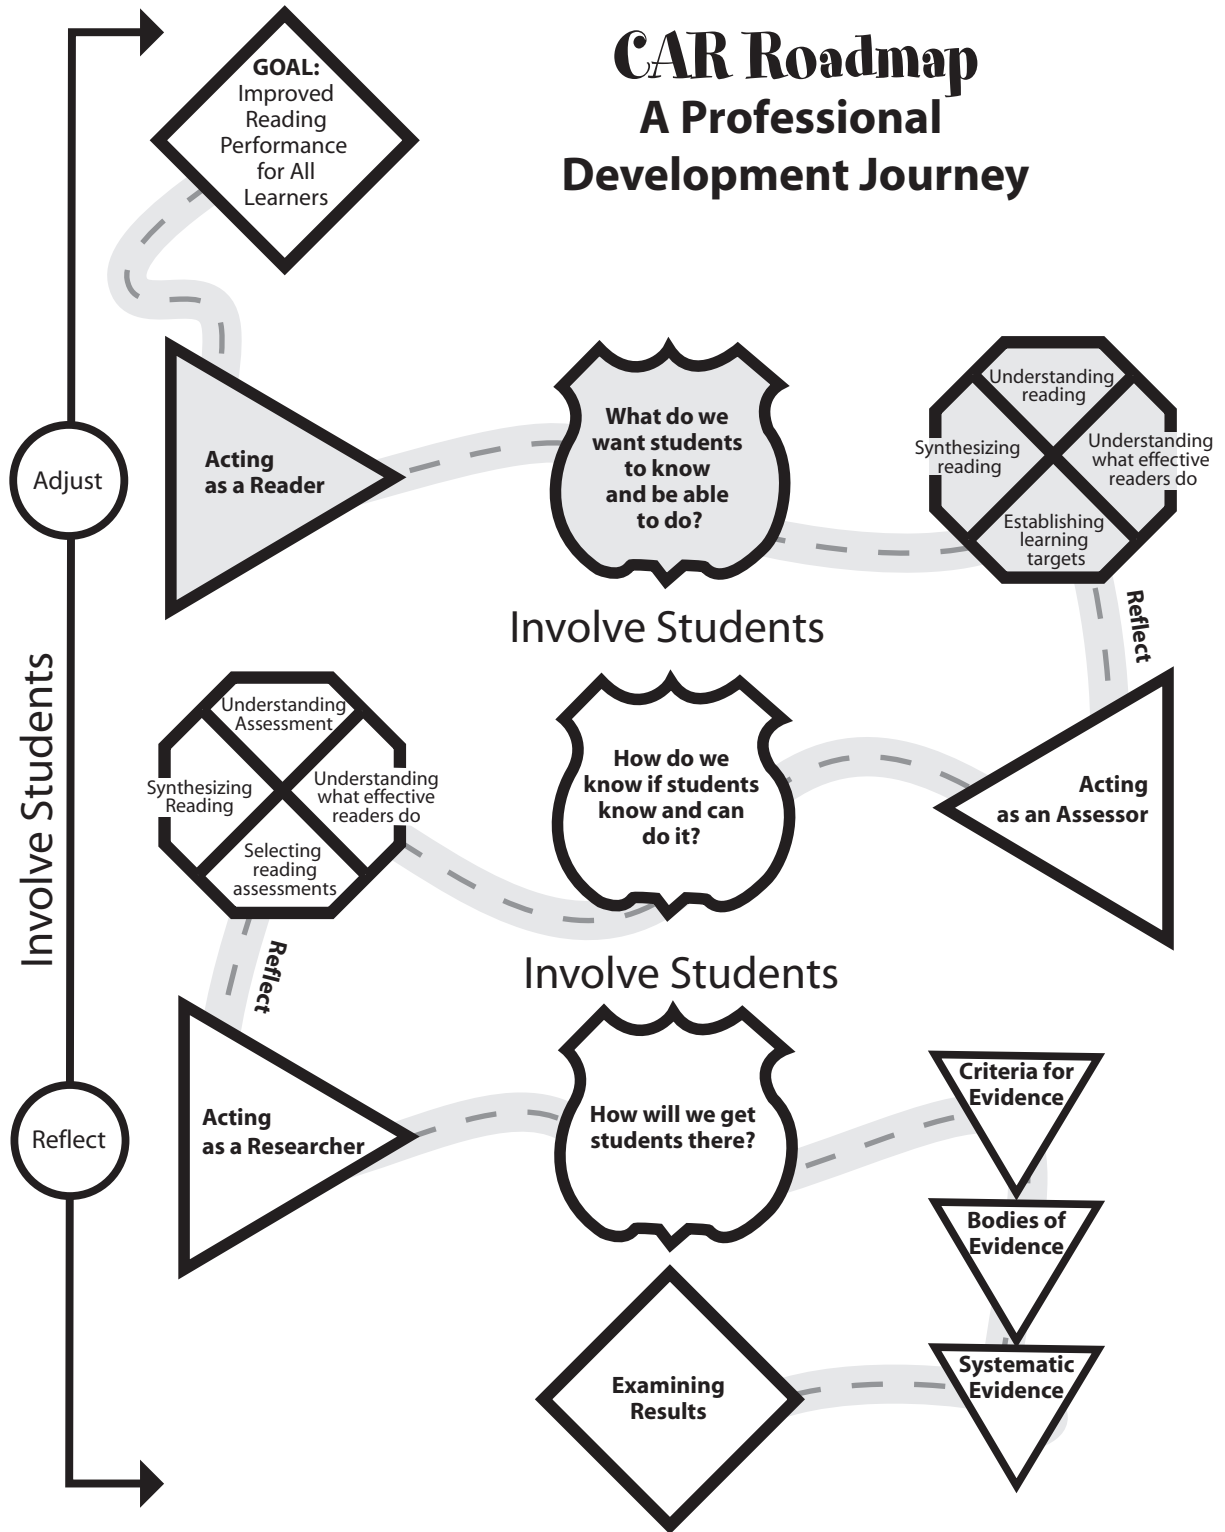 CAR Roadmap
A Professional
Development Journey
GOAL:
Improved
Reading
Performance
for All
Learners
Acting
as a Reader
What do we
want students
to know
and be able
to do?
Understanding
reading
Synthesizing
reading
Understanding
what effective
readers do
Establishing
learning
targets
Adjust
Reflect
Involve Students
Involve Students
Understanding
Assessment
Synthesizing
Reading
Understanding
what effective
readers do
Selecting
reading
assessments
How do we
know if students
know and can
do it?
Acting
as an Assessor
Reflect
Involve Students
Reflect
Acting
as a Researcher
How will we get
students there?
Criteria for
Evidence
Bodies of
Evidence
Systematic
Evidence
Examining
Results